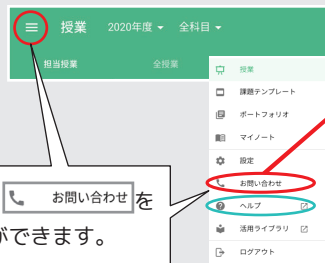 授業 2020年度 全科目
担当授業 全授業
授業
課題テンプレート
ポートフォリオ
マイノート
設定
お問い合わせ
ヘルプ
活用ライブラリ
ログアウト
お問い合わせ を
ができます。